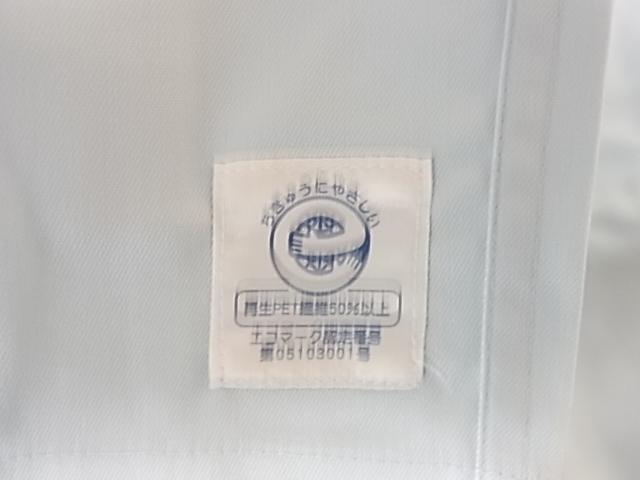 ちきゅうにやさしい
再生PET繊維50%以上
エコマーク認定番号
第05103001号